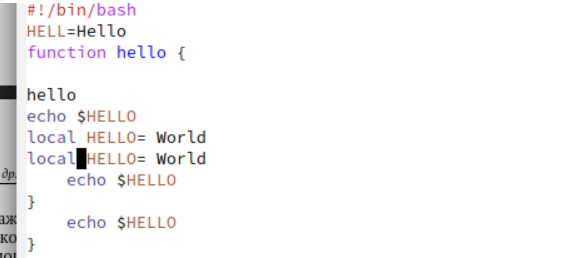 #!/bin/bash
HELL=Hello
function hello {
hello
echo $HELLO
local HELLO= World
local HELLO= World
др.
    echo $HELLO
}
аж
    echo $HELLO
ко
}